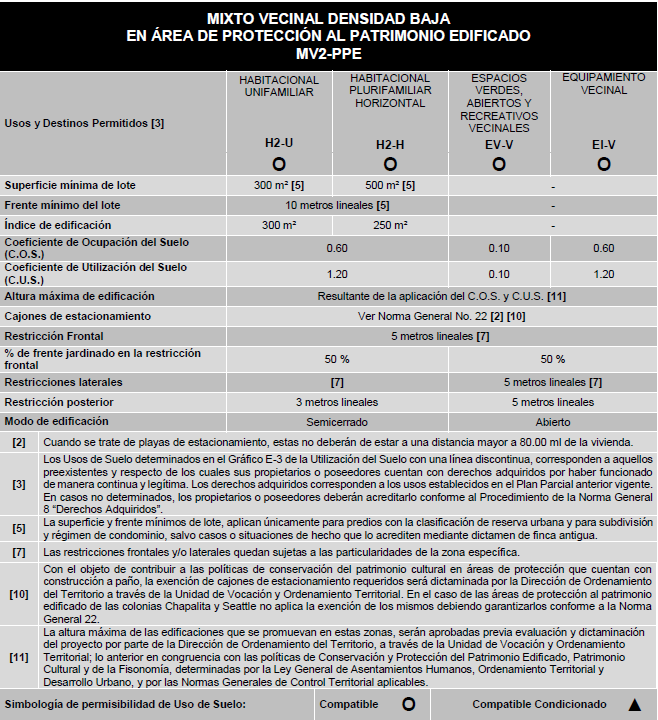 MIXTO VECINAL DENSIDAD BAJA
EN ÁREA DE PROTECCIÓN AL PATRIMONIO EDIFICADO
MV2-PPE
Usos y Destinos Permitidos [3]
HABITACIONAL
UNIFAMILIAR
H2-U
O
HABITACIONAL
PLURIFAMILIAR
HORIZONTAL
H2-H
O
ESPACIOS
VERDES,
ABIERTOS Y
RECREATIVOS
VECINALES
EV-V
O
EQUIPAMIENTO
VECINAL
EI-V
O
Superficie mínima de lote 300 m² [5] 500 m² [5] -
Frente mínimo del lote 10 metros lineales [5] -
Índice de edificación 300 m² 250 m² -
Coeficiente de Ocupación del Suelo
(C.O.S.) 0.60 0.10 0.60
Coeficiente de Utilización del Suelo
(C.U.S.) 1.20 0.10 1.20
Altura máxima de edificación Resultante de la aplicación del C.O.S. y C.U.S. [11]
Cajones de estacionamiento Ver Norma General No. 22 [2] [10]
Restricción Frontal 5 metros lineales [7]
% de frente jardinado en la restricción
frontal 50 % 50 %
Restricciones laterales [7] 5 metros lineales [7]
Restricción posterior 3 metros lineales 5 metros lineales
Modo de edificación Semicerrado Abierto
[2] Cuando se trate de playas de estacionamiento, estas no deberán de estar a una distancia mayor a 80.00 ml de la vivienda.
[3] Los Usos de Suelo determinados en el Gráfico E-3 de la Utilización del Suelo con una línea discontinua, corresponden a aquellos
preexistentes y respecto de los cuales sus propietarios o poseedores cuentan con derechos adquiridos por haber funcionado
de manera continua y legítima. Los derechos adquiridos corresponden a los usos establecidos en el Plan Parcial anterior vigente.
En casos no determinados, los propietarios o poseedores deberán acreditarlo conforme al Procedimiento de la Norma General
8 “Derechos Adquiridos”.
[5] La superficie y frente mínimos de lote, aplican únicamente para predios con la clasificación de reserva urbana y para subdivisión
y régimen de condominio, salvo casos o situaciones de hecho que lo acrediten mediante dictamen de finca antigua.
[7] Las restricciones frontales y/o laterales quedan sujetas a las particularidades de la zona específica.
[10] Con el objeto de contribuir a las políticas de conservación del patrimonio cultural en áreas de protección que cuentan con
construcción a paño, la exención de cajones de estacionamiento requeridos será dictaminada por la Dirección de Ordenamiento
del Territorio a través de la Unidad de Vocación y Ordenamiento Territorial. En el caso de las áreas de protección al patrimonio
edificado de las colonias Chapalita y Seattle no aplica la exención de los mismos debiendo garantizarlos conforme a la Norma
General 22.
[11] La altura máxima de las edificaciones que se promuevan en estas zonas, serán aprobadas previa evaluación y dictaminación
del proyecto por parte de la Dirección de Ordenamiento del Territorio, a través de la Unidad de Vocación y Ordenamiento
Territorial; lo anterior en congruencia con las políticas de Conservación y Protección del Patrimonio Edificado, Patrimonio
Cultural y de la Fisonomía, determinadas por la Ley General de Asentamientos Humanos, Ordenamiento Territorial y
Desarrollo Urbano, y por las Normas Generales de Control Territorial aplicables.
Simbología de permisibilidad de Uso de Suelo: Compatible O Compatible Condicionado ▲